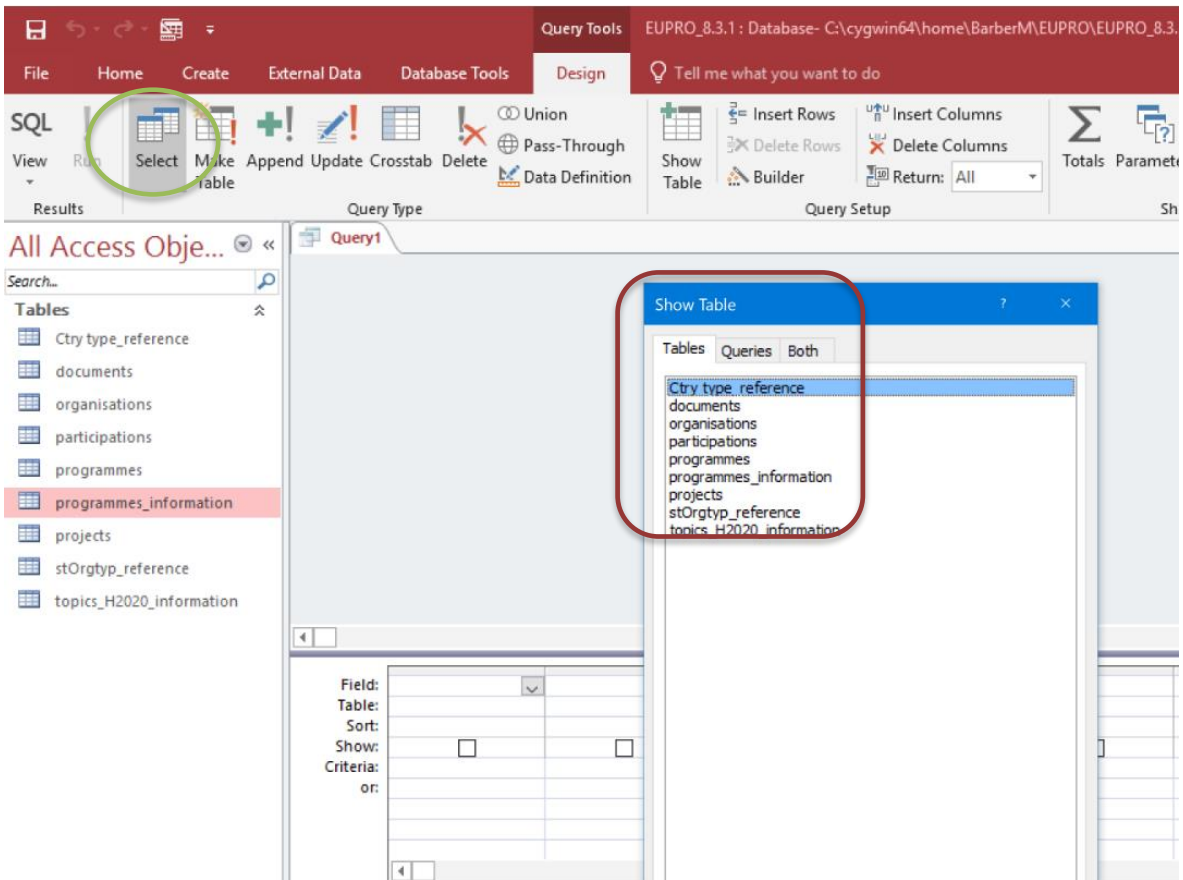 Query Tools EUPRO_8.3.1 : Database- C:\cygwin64\home\BarberM\EUPRO\EUPRO_8.3.
File Home Create External Data Database Tools Design Tell me what you want to do
SQL
View
Run
Select
Make
Table
Append Update Crosstab Delete
Union
Pass-Through
Data Definition
Show
Table
Insert Rows
Delete Rows
Builder
Insert Columns
Delete Columns
Return: All
Totals Paramete
Results Query Type Query Setup Sh
All Access Obje... «
Search...
Tables
Ctry type_reference
documents
organisations
participations
programmes
programmes_information
projects
stOrgtyp_reference
topics_H2020_information
Query1
Show Table ? ×
Tables Queries Both
Ctry type_reference
documents
organisations
participations
programmes
programmes_information
projects
stOrgtyp_reference
topics_H2020_information
Field:
Table:
Sort:
Show:
Criteria:
or: